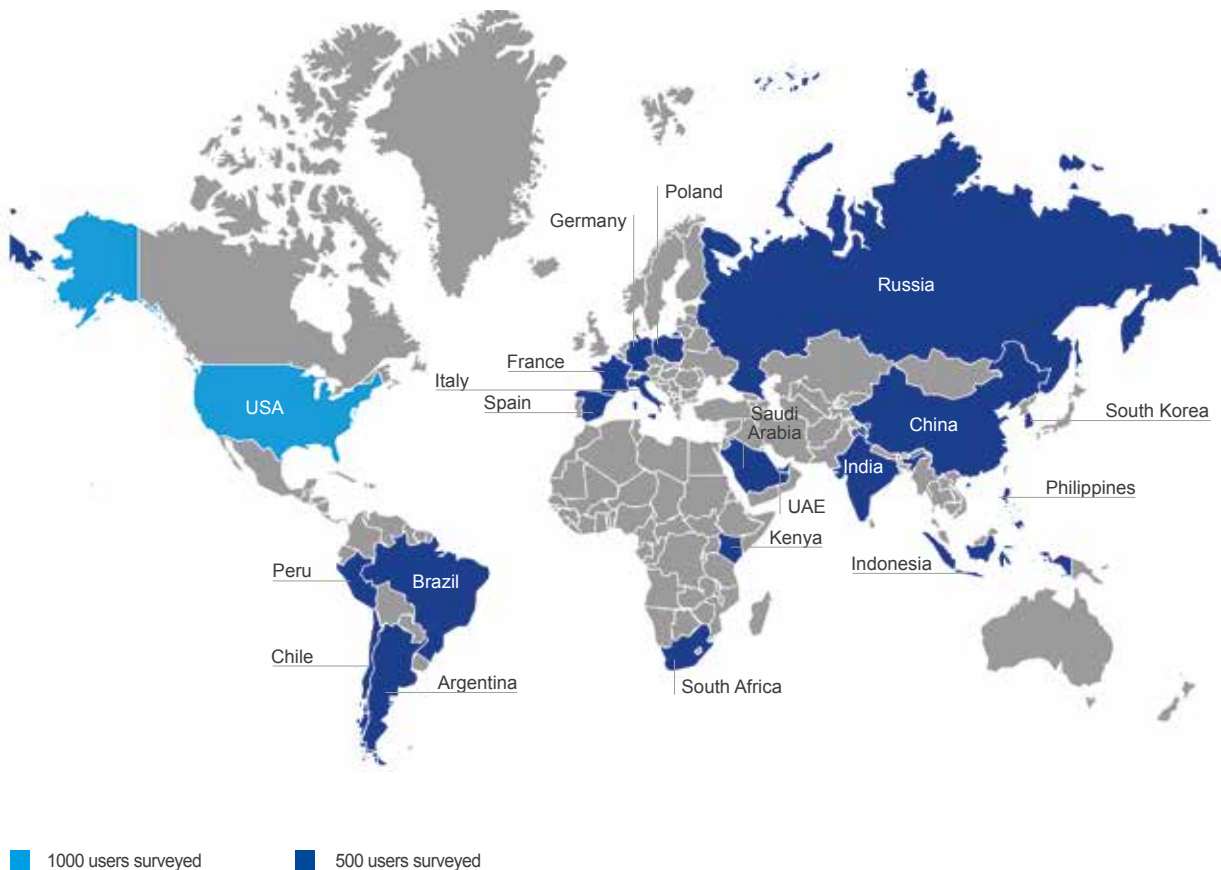 Poland
Germany
Russia
France
Italy
USA
Spain
Saudi
Arabia
China
South Korea
India
Philippines
UAE
Kenya
Indonesia
Peru
Brazil
Chile
Argentina
South Africa
1000 users surveyed
500 users surveyed